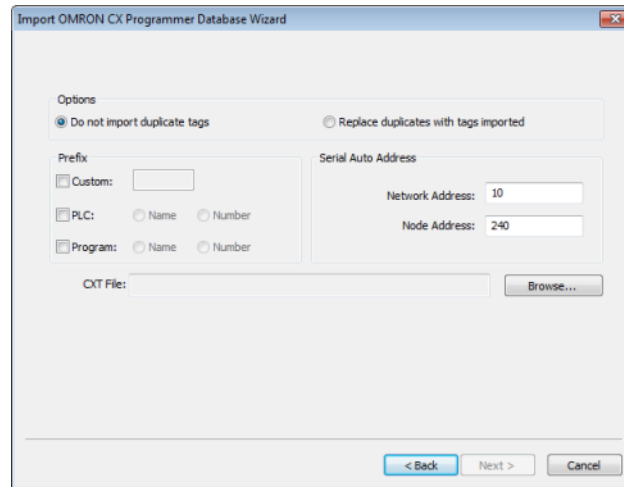 Import OMRON CX Programmer Database Wizard
Options
Do not import duplicate tags
Replace duplicates with tags imported
Prefix
Custom:
PLC: Name Number
Program: Name Number
Serial Auto Address
Network Address: 10
Node Address: 240
CXT File: Browse...
< Back Next > Cancel